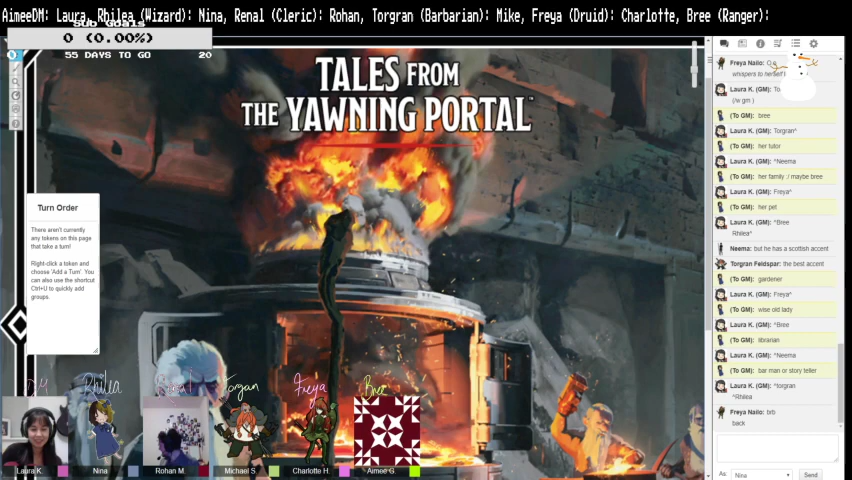 AimeeDM: Laura, Rhilea (Wizard): Nina, Renal (Cleric): Rohan, Torgran (Barbarian): Mike, Freya (Druid): Charlotte, Bree (Ranger):
Sub Goals
0 (0.00%)
0 55 DAYS TO GO 20
TALES FROM
THE YAWNING PORTAL
Turn Order
There aren't currently
any tokens on this page
that take a turn!
Right-click a token and
choose 'Add a Turn'. You
can also use the shortcut
Ctrl+U to quickly add
groups.
DM Rhilea Renal Torgan Freya Bree
Laura K. Nina Rohan M. Michael S. Charlotte H. Aimee G.
Freya Nailo:
whispers to herself
Laura K. (GM): To
(/w gm )
(To GM): bree
Laura K. (GM): Torgran^
(To GM): her tutor
Laura K. (GM): ^Neema
(To GM): her family :/ maybe bree
Laura K. (GM): Freya^
(To GM): her pet
Laura K. (GM): ^Bree
Rhilea^
Neema: but he has a scottish accent
Torgran Feldspar: the best accent
(To GM): gardener
Laura K. (GM): Freya^
(To GM): wise old lady
Laura K. (GM): ^Bree
(To GM): librarian
Laura K. (GM): ^Neema
(To GM): bar man or story teller
Laura K. (GM): ^torgran
^Rhilea
Freya Nailo: brb
back
As: Nina Send